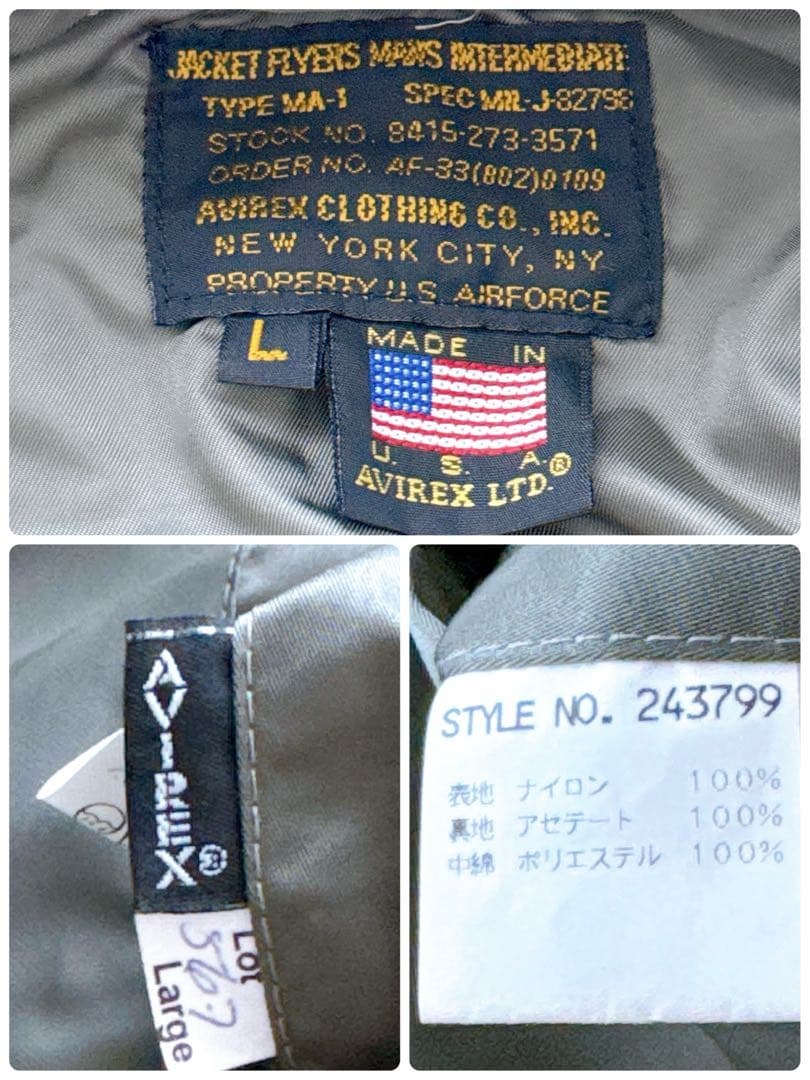 JACKET FLYERS MANS INTERMEDIATE
TYPE MA-1 SPEC MIL-J-8279B
STOCK NO. 8415-273-3571
ORDER NO. AF-33(802)0109
AVIREX CLOTHING CO., INC.
NEW YORK CITY, NY
PROPERTY U.S. AIRFORCE
L
MADE IN
U. S. A.®
AVIREX LTD.
AVIREX®
Lot 567
Large
STYLE NO. 243799
表地 ナイロン 100%
裏地 アセテート 100%
中綿 ポリエステル 100%